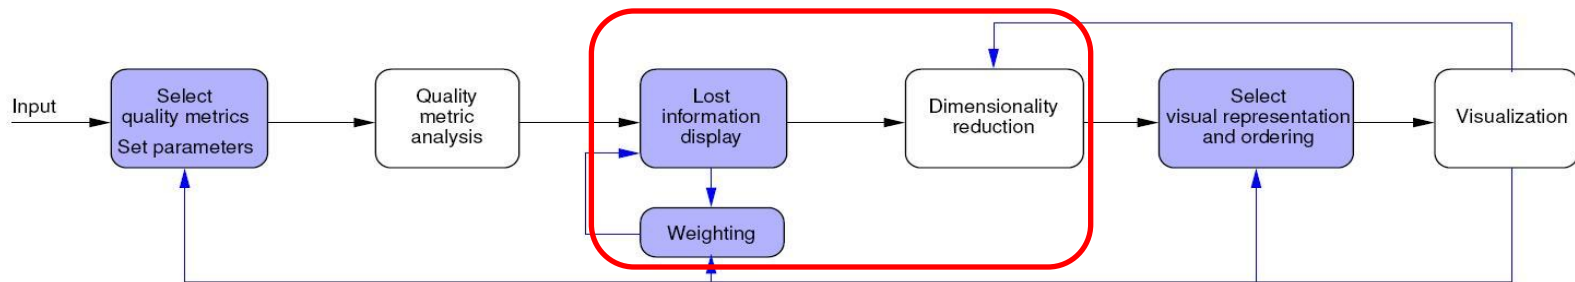 Input
Select
quality metrics
Set parameters
Quality
metric
analysis
Lost
information
display
Weighting
Dimensionality
reduction
Select
visual representation
and ordering
Visualization